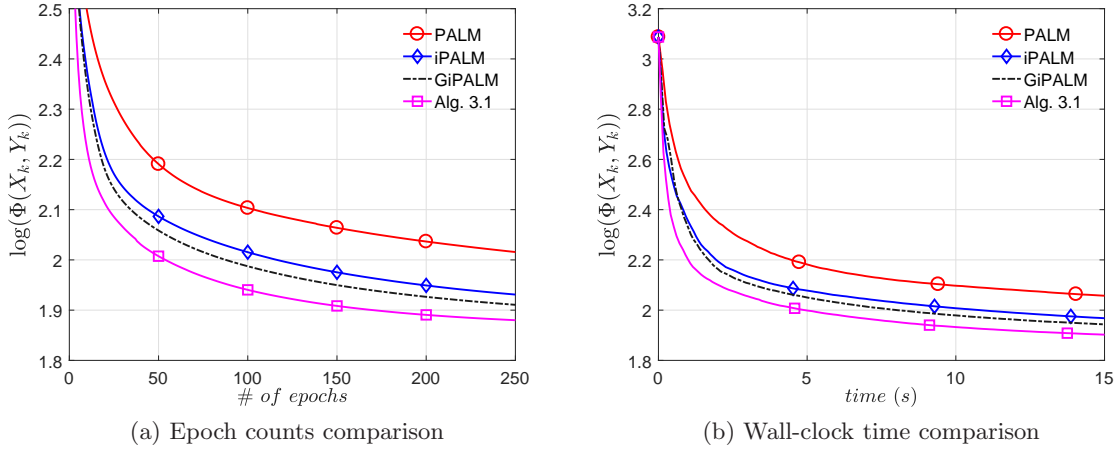 2.5
2.4
2.3
2.2
2.1
2
1.9
1.8
log(Φ(X_k, Y_k))
PALM
iPALM
GiPALM
Alg. 3.1
0 50 100 150 200 250
# of epochs
(a) Epoch counts comparison
3.2
3
2.8
2.6
2.4
2.2
2
1.8
log(Φ(X_k, Y_k))
PALM
iPALM
GiPALM
Alg. 3.1
0 5 10 15
time (s)
(b) Wall-clock time comparison